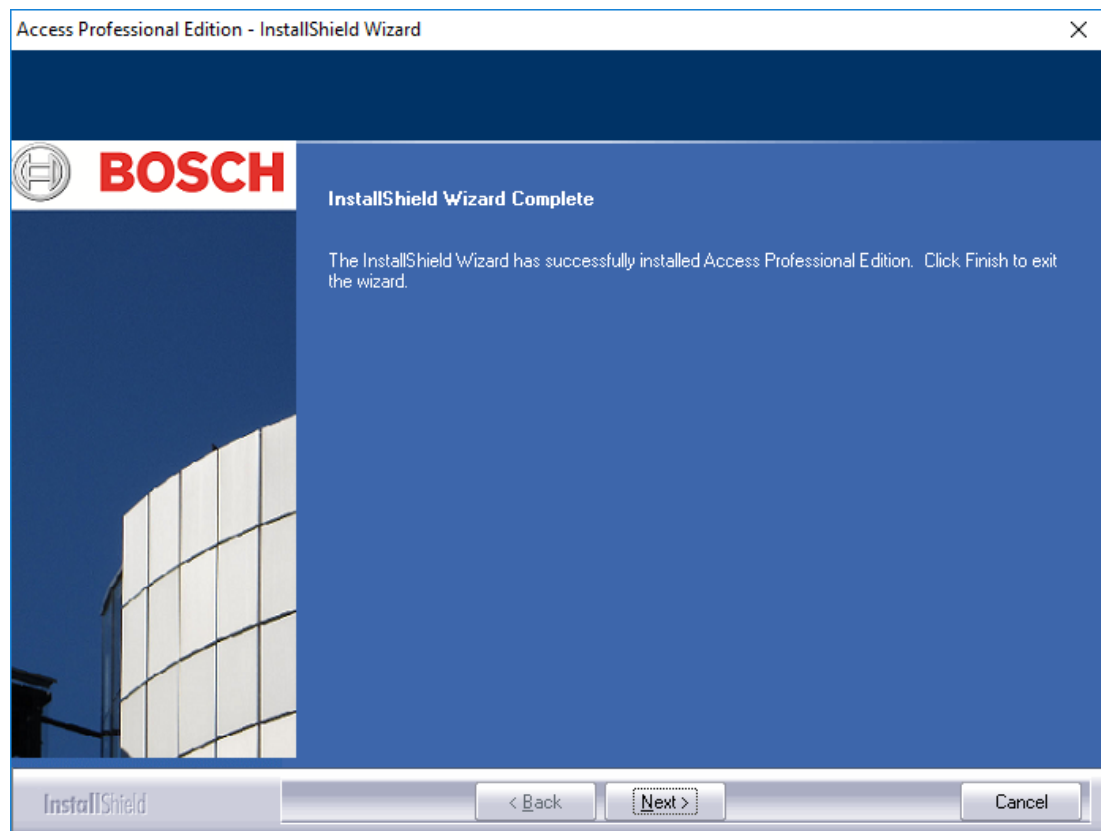 Access Professional Edition - InstallShield Wizard
BOSCH
InstallShield Wizard Complete
The InstallShield Wizard has successfully installed Access Professional Edition. Click Finish to exit
the wizard.
InstallShield
< Back
Next >
Cancel